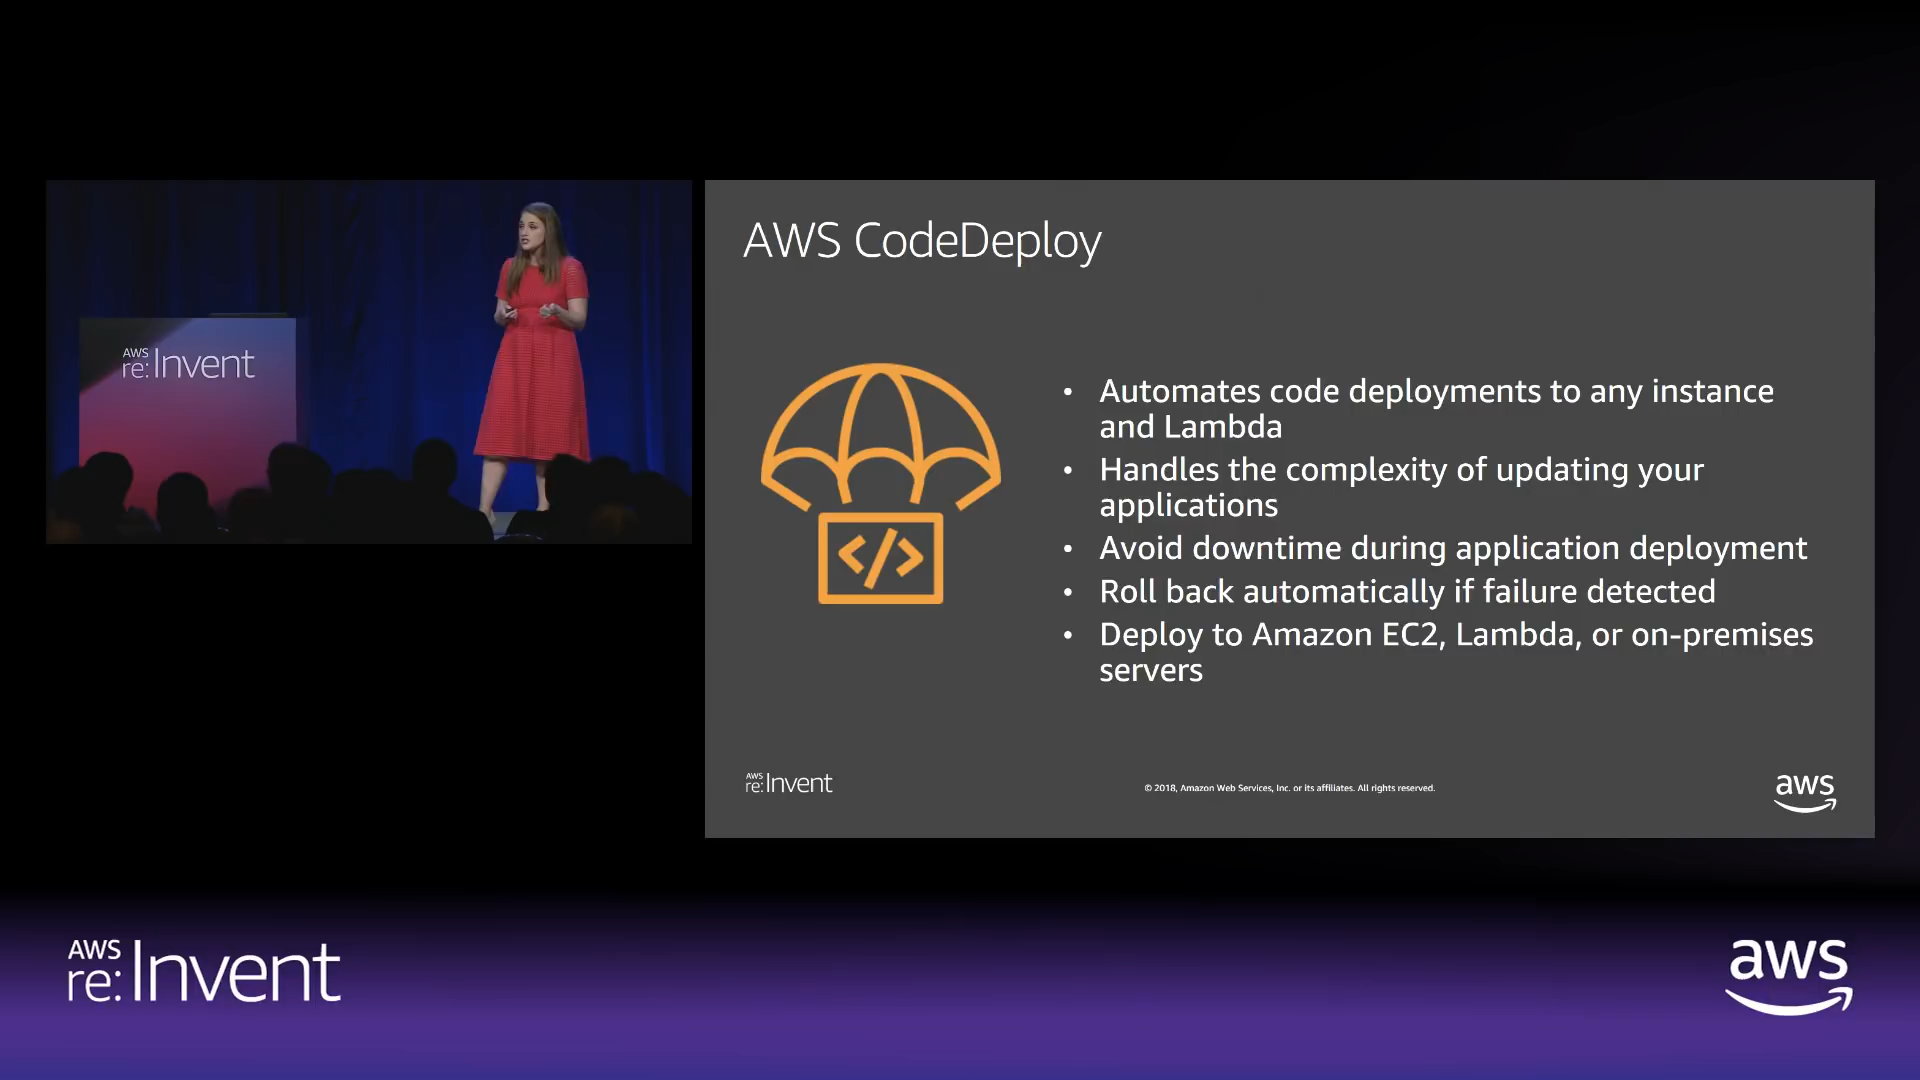 AWS
re:Invent
AWS CodeDeploy
</>
• Automates code deployments to any instance
and Lambda
• Handles the complexity of updating your
applications
• Avoid downtime during application deployment
• Roll back automatically if failure detected
• Deploy to Amazon EC2, Lambda, or on-premises
servers
AWS
re:Invent
© 2018, Amazon Web Services, Inc. or its affiliates. All rights reserved.
aws
AWS
re:Invent
aws